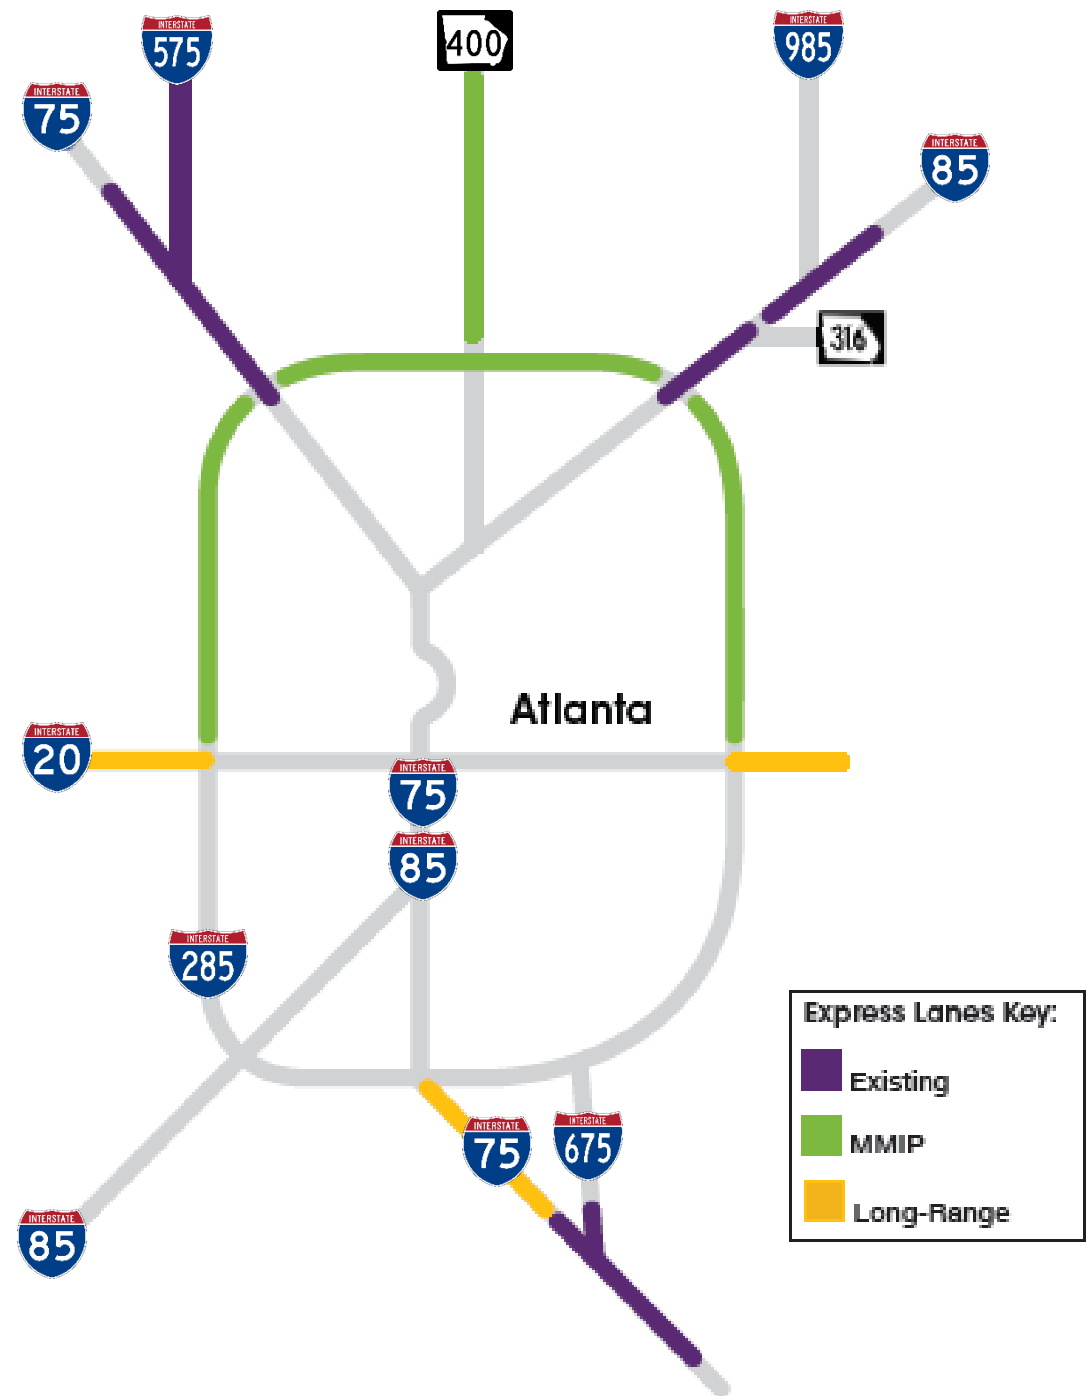 INTERSTATE
575
400
INTERSTATE
985
INTERSTATE
75
INTERSTATE
85
316
Atlanta
INTERSTATE
20
INTERSTATE
75
INTERSTATE
85
INTERSTATE
285
Express Lanes Key:
Existing
MMIP
Long-Range
INTERSTATE
75
INTERSTATE
675
INTERSTATE
85